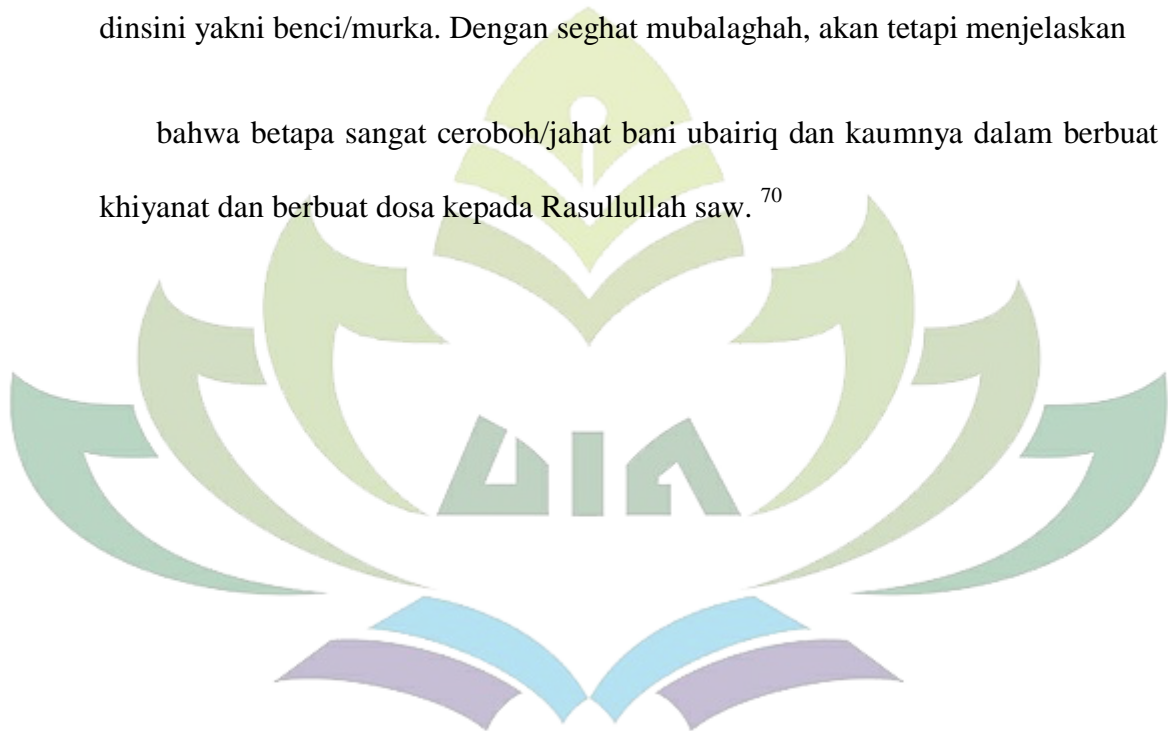 dinsini yakni benci/murka. Dengan seghat mubalaghah, akan tetapi menjelaskan
bahwa betapa sangat ceroboh/jahat bani ubairiq dan kaumnya dalam berbuat
khiyanat dan berbuat dosa kepada Rasullullah saw. 70
UIN